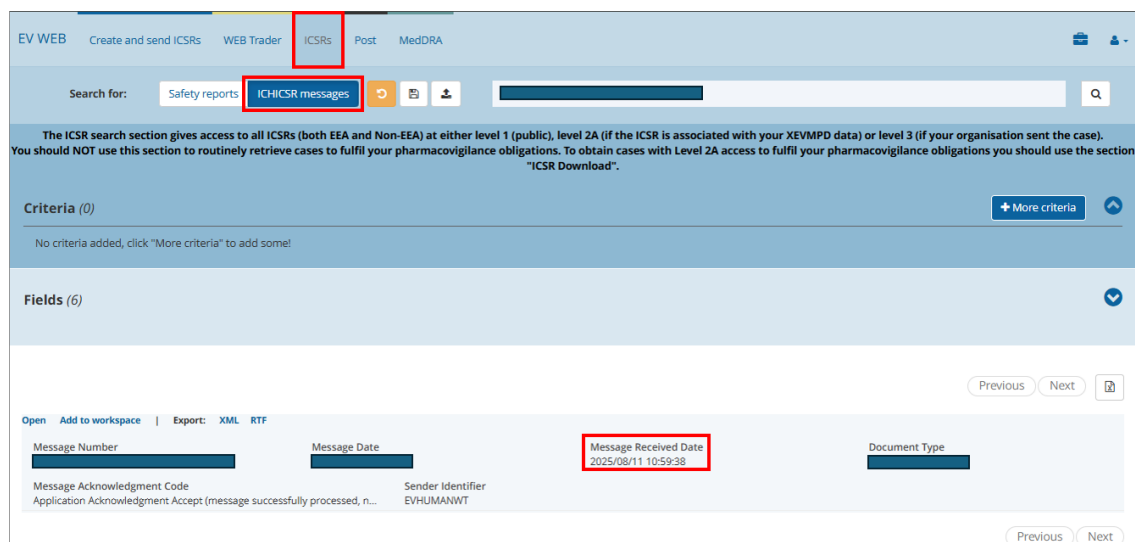 EV WEB Create and send ICSRs WEB Trader ICSRs Post MedDRA
Search for: Safety reports ICHICSR messages
The ICSR search section gives access to all ICSRs (both EEA and Non-EEA) at either level 1 (public), level 2A (if the ICSR is associated with your XEVMPD data) or level 3 (if your organisation sent the case).
You should NOT use this section to routinely retrieve cases to fulfil your pharmacovigilance obligations. To obtain cases with Level 2A access to fulfil your pharmacovigilance obligations you should use the section
"ICSR Download".
Criteria (0) + More criteria
No criteria added, click "More criteria" to add some!
Fields (6)
Previous Next
Open Add to workspace | Export: XML RTF
Message Number Message Date Message Received Date Document Type
2025/08/11 10:59:38
Message Acknowledgment Code Sender Identifier
Application Acknowledgment Accept (message successfully processed, n... EVHUMANWT
Previous Next